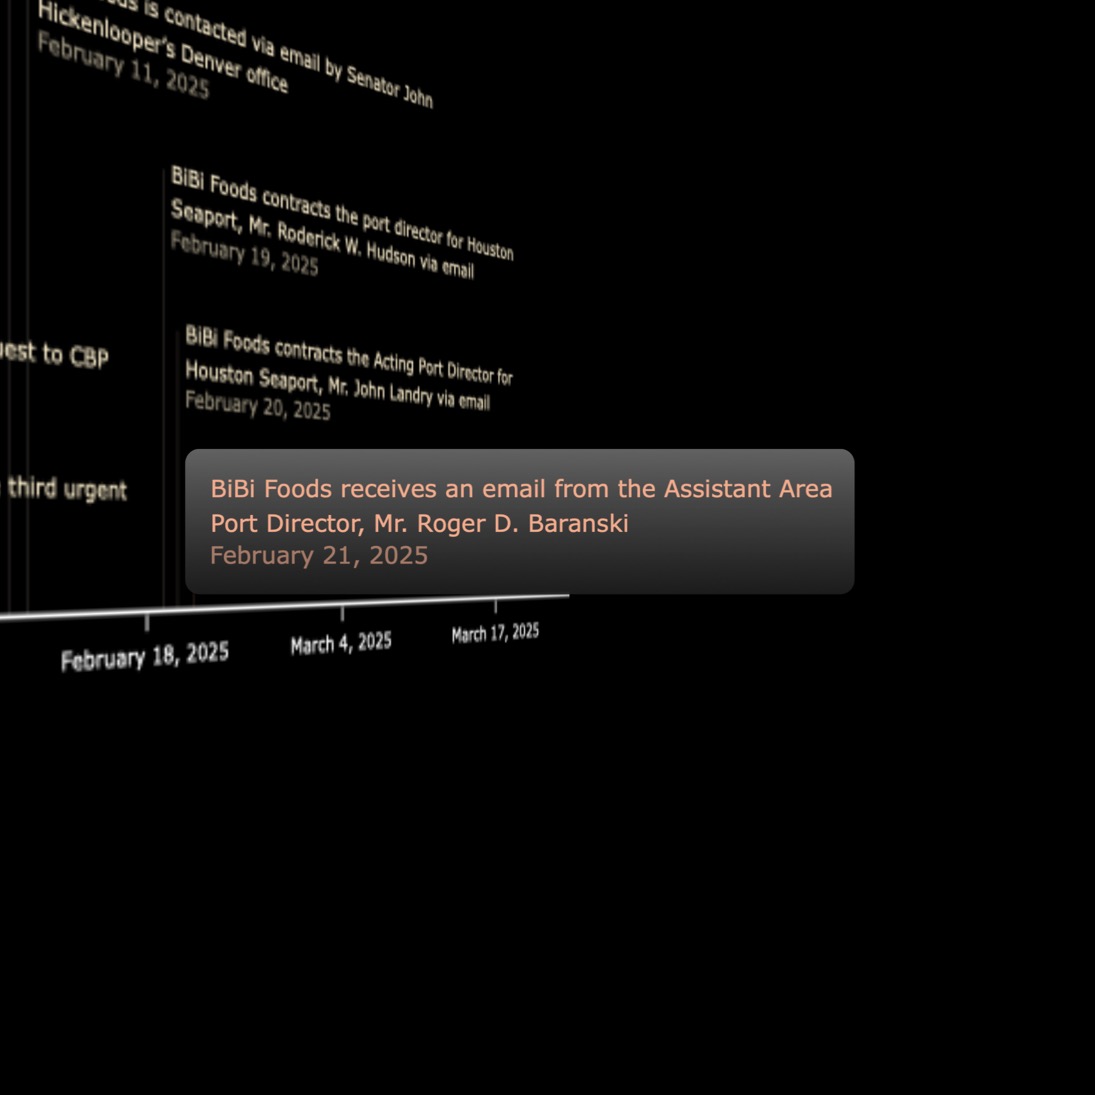 is contacted via email by Senator John
Hickenlooper's Denver office
February 11, 2025
BiBi Foods contracts the port director for Houston
Seaport, Mr. Roderick W. Hudson via email
February 19, 2025
BiBi Foods contracts the Acting Port Director for
Houston Seaport, Mr. John Landry via email
February 20, 2025
to CBP
third urgent
BiBi Foods receives an email from the Assistant Area
Port Director, Mr. Roger D. Baranski
February 21, 2025
February 18, 2025
March 4, 2025
March 17, 2025